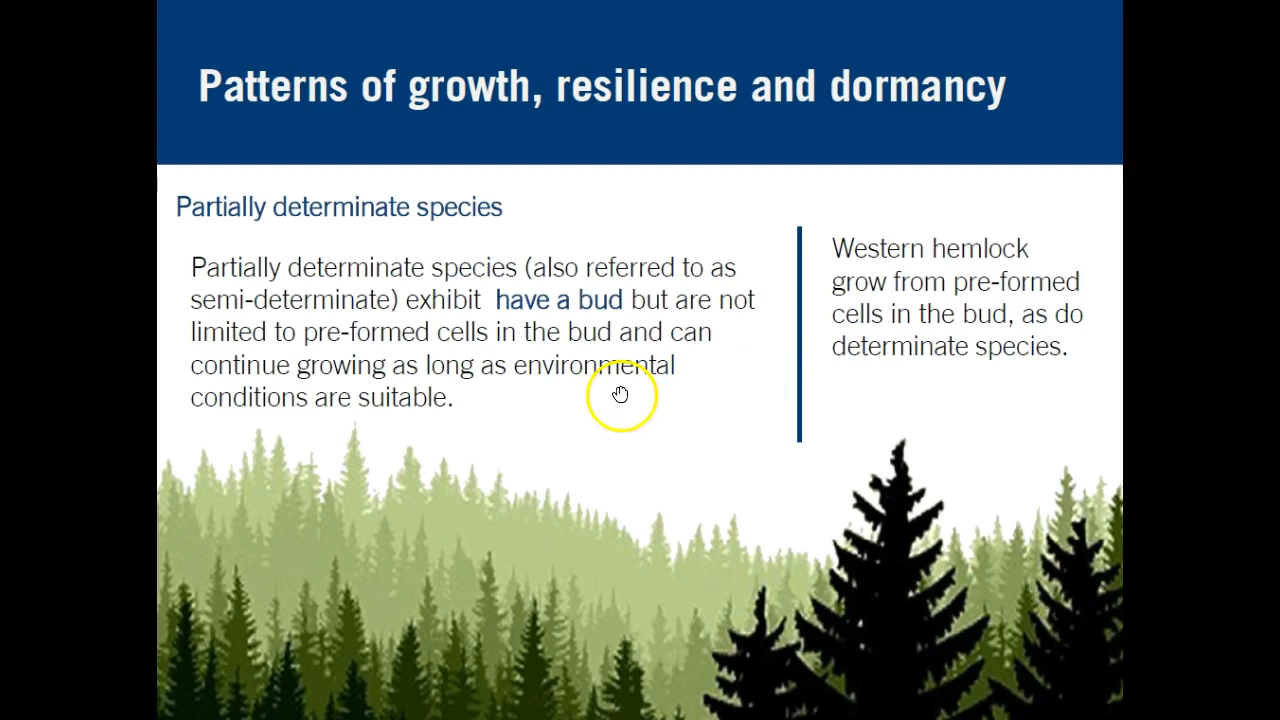 Patterns of growth, resilience and dormancy
Partially determinate species
Partially determinate species (also referred to as
semi-determinate) exhibit have a bud but are not
limited to pre-formed cells in the bud and can
continue growing as long as environmental
conditions are suitable.
Western hemlock
grow from pre-formed
cells in the bud, as do
determinate species.